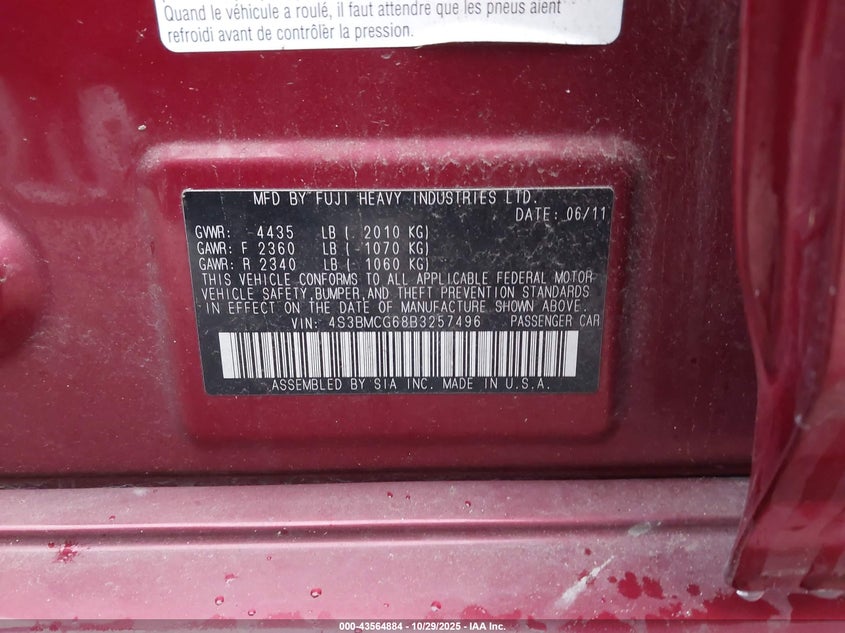 Quand le véhicule a roulé, il faut attendre que les pneus aient
refroidi avant de contrôler la pression.
MFD BY FUJI HEAVY INDUSTRIES LTD.
DATE: 06/11
GVWR: 4435 LB ( 2010 KG)
GAWR: F 2360 LB ( 1070 KG)
GAWR: R 2340 LB ( 1060 KG)
THIS VEHICLE CONFORMS TO ALL APPLICABLE FEDERAL MOTOR
VEHICLE SAFETY,BUMPER,AND THEFT PREVENTION STANDARDS
IN EFFECT ON THE DATE OF MANUFACTURE SHOWN ABOVE.
VIN: 4S3BMCG68B3257496 PASSENGER CAR
ASSEMBLED BY SIA INC. MADE IN U.S.A.
000-43564884 - 10/29/2025 - IAA Inc.